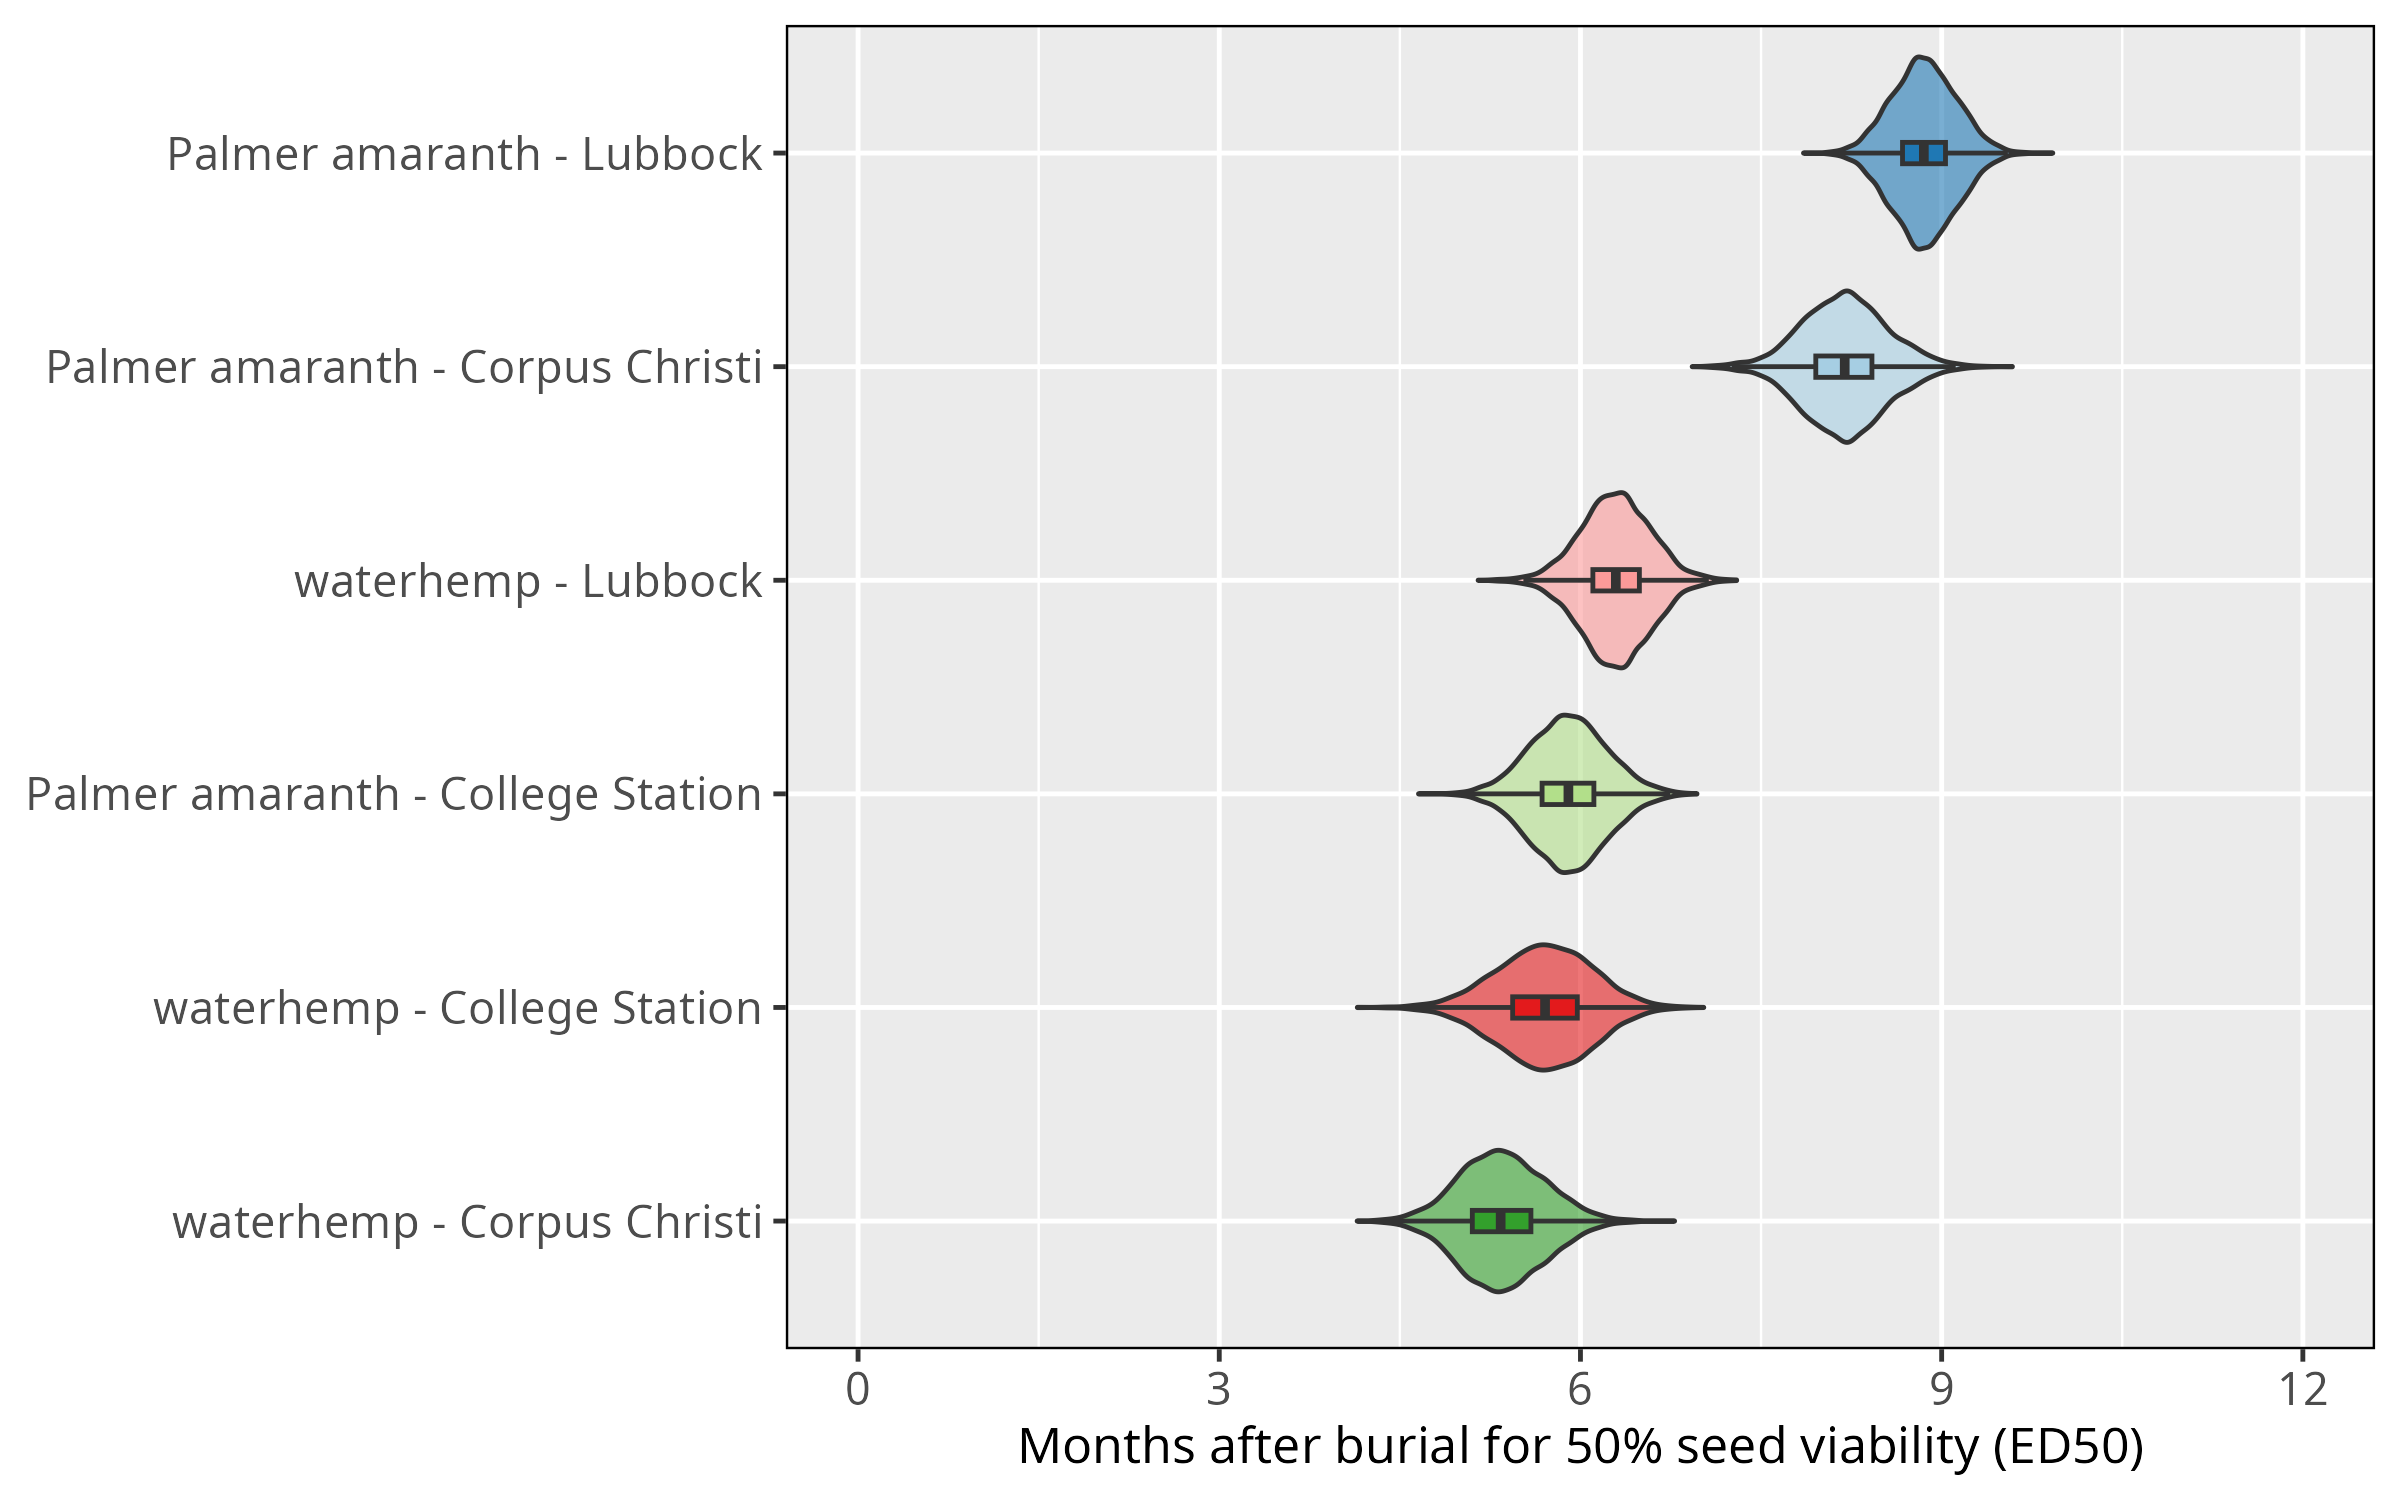 Palmer amaranth - Lubbock
Palmer amaranth - Corpus Christi
waterhemp - Lubbock
Palmer amaranth - College Station
waterhemp - College Station
waterhemp - Corpus Christi
0 3 6 9 12
Months after burial for 50% seed viability (ED50)